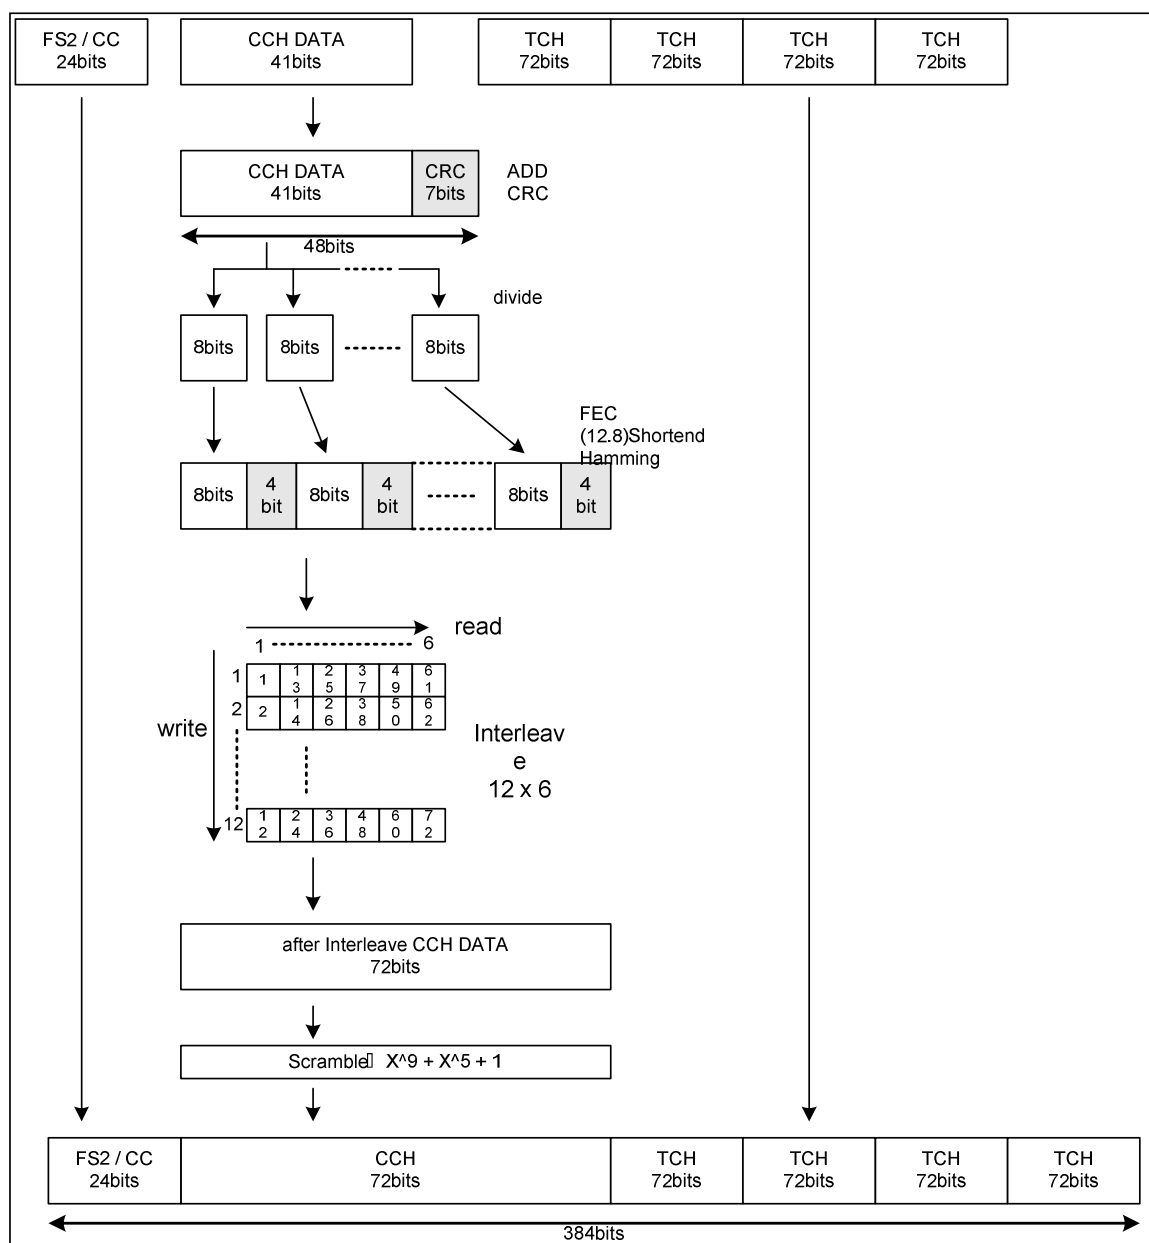 FS2 / CC
24bits
CCH DATA
41bits
TCH
72bits
TCH
72bits
TCH
72bits
TCH
72bits
CCH DATA
41bits
CRC
7bits
ADD
CRC
48bits
divide
8bits
8bits
8bits
FEC
(12.8)Shortend
Hamming
8bits
4
bit
8bits
4
bit
8bits
4
bit
read
1
6
write
1
1
1
3
2
5
3
7
4
9
6
1
2
2
1
4
2
6
3
8
5
0
6
2
Interleav
e
12 x 6
12
1
2
2
4
3
6
4
8
6
0
7
2
after Interleave CCH DATA
72bits
Scramble▯ X^9 + X^5 + 1
FS2 / CC
24bits
CCH
72bits
TCH
72bits
TCH
72bits
TCH
72bits
TCH
72bits
384bits